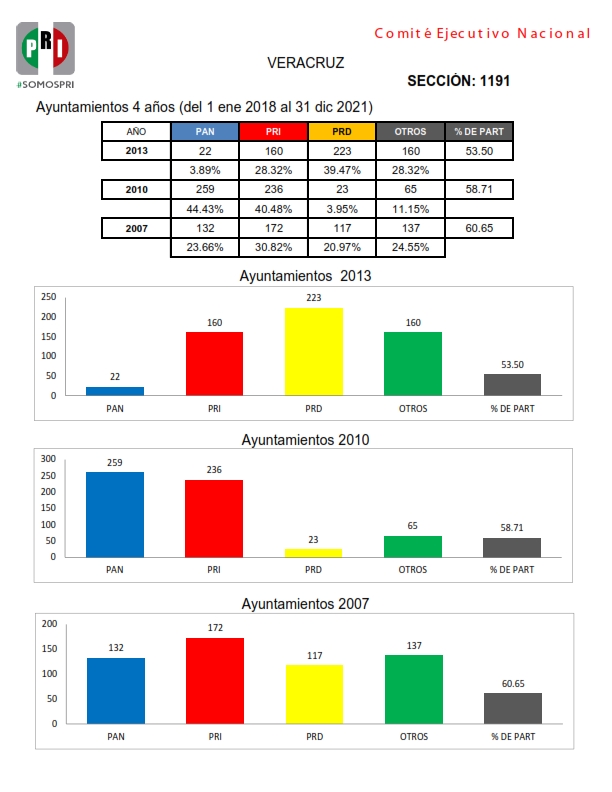 PRI
#SOMOSPRI
Comité Ejecutivo Nacional
VERACRUZ
SECCIÓN: 1191
Ayuntamientos 4 años (del 1 ene 2018 al 31 dic 2021)
AÑO PAN PRI PRD OTROS % DE PART
2013 22 160 223 160 53.50
3.89% 28.32% 39.47% 28.32%
2010 259 236 23 65 58.71
44.43% 40.48% 3.95% 11.15%
2007 132 172 117 137 60.65
23.66% 30.82% 20.97% 24.55%
Ayuntamientos 2013
250
200
150
100
50
0
22 160 223 160 53.50
PAN PRI PRD OTROS % DE PART
Ayuntamientos 2010
300
250
200
150
100
50
0
259 236 23 65 58.71
PAN PRI PRD OTROS % DE PART
Ayuntamientos 2007
200
150
100
50
0
132 172 117 137 60.65
PAN PRI PRD OTROS % DE PART